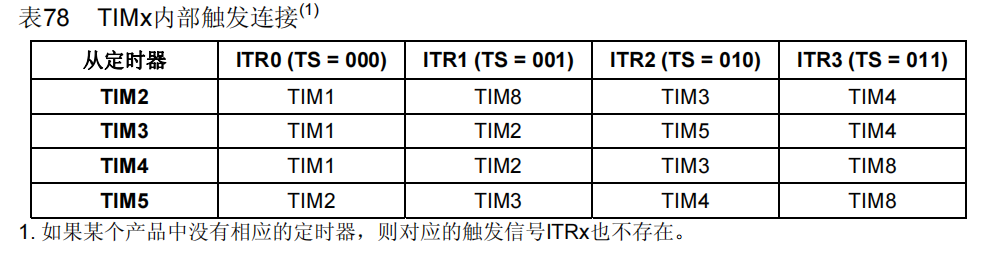 表78 TIMx内部触发连接(1)
从定时器 ITR0 (TS = 000) ITR1 (TS = 001) ITR2 (TS = 010) ITR3 (TS = 011)
TIM2 TIM1 TIM8 TIM3 TIM4
TIM3 TIM1 TIM2 TIM5 TIM4
TIM4 TIM1 TIM2 TIM3 TIM8
TIM5 TIM2 TIM3 TIM4 TIM8
1. 如果某个产品中没有相应的定时器，则对应的触发信号ITRx也不存在。